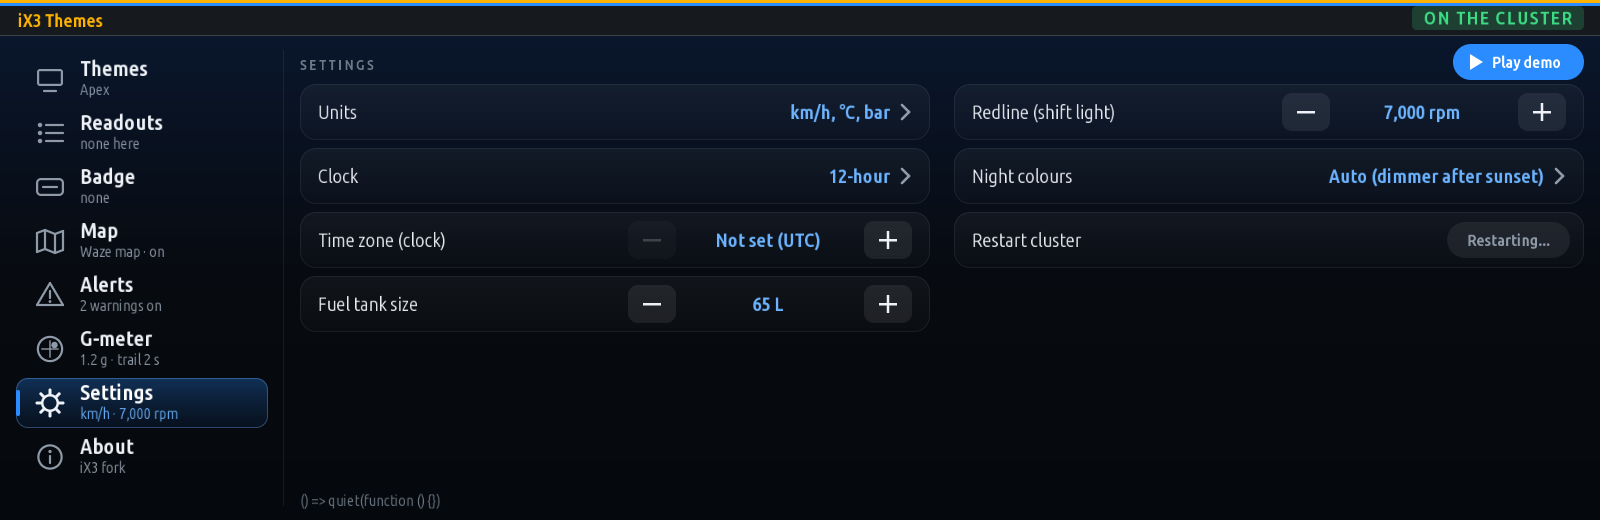 iX3 Themes
ON THE CLUSTER
Themes
Apex
Readouts
none here
Badge
none
Map
Waze map · on
Alerts
2 warnings on
G-meter
1.2 g · trail 2 s
Settings
km/h · 7,000 rpm
About
iX3 fork
SETTINGS
Play demo
Units
km/h, °C, bar
Clock
12-hour
Time zone (clock)
Not set (UTC)
Fuel tank size
65 L
Redline (shift light)
7,000 rpm
Night colours
Auto (dimmer after sunset)
Restart cluster
Restarting...
() => quiet(function () {})